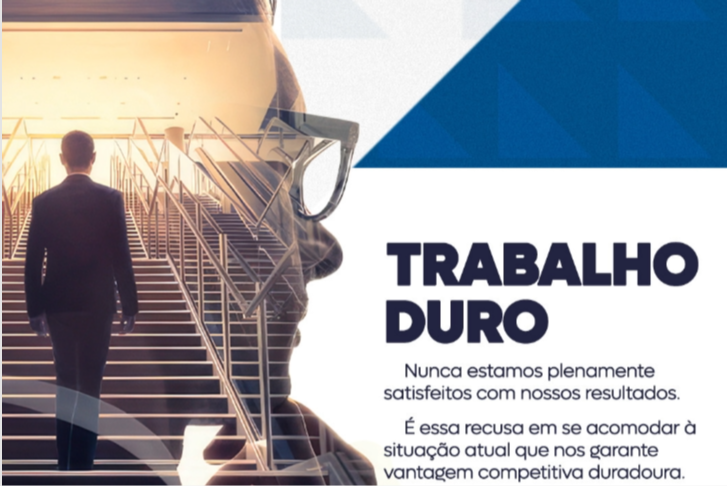 TRABALHO
DURO
Nunca estamos plenamente
satisfeitos com nossos resultados.
É essa recusa em se acomodar à
situação atual que nos garante
vantagem competitiva duradoura.